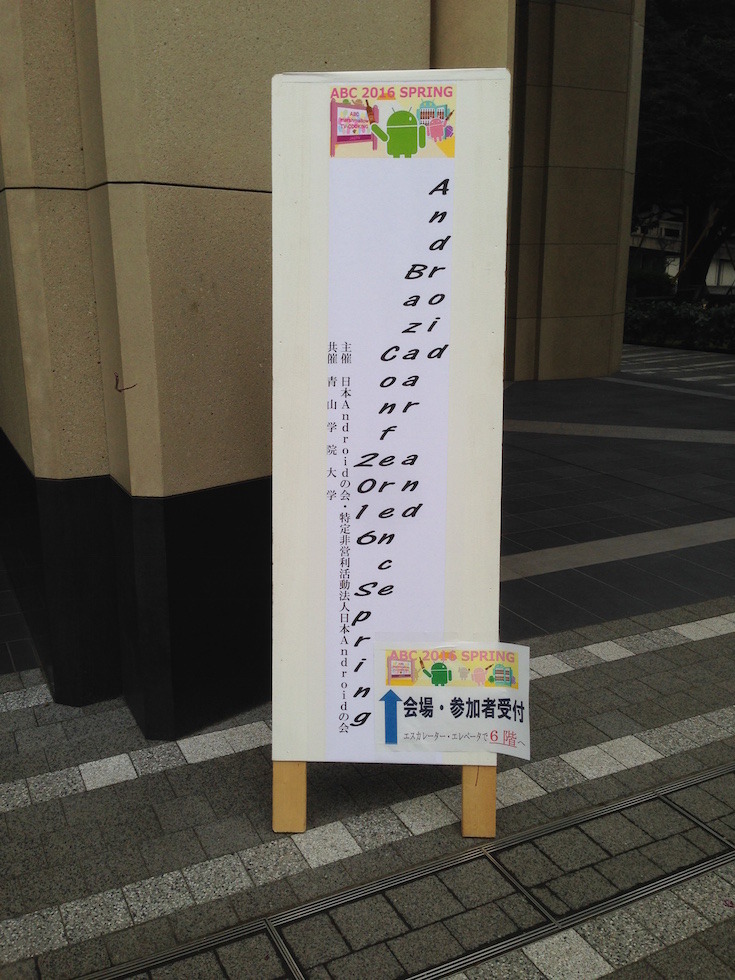 ABC 2016 SPRING
Android
Bazaar and
Conference
2016 Spring
主催 日本Androidの会・特定非営利活動法人日本Androidの会
共催 青山学院大学
ABC 2016 SPRING
会場・参加者受付
エスカレーター・エレベータで6階へ